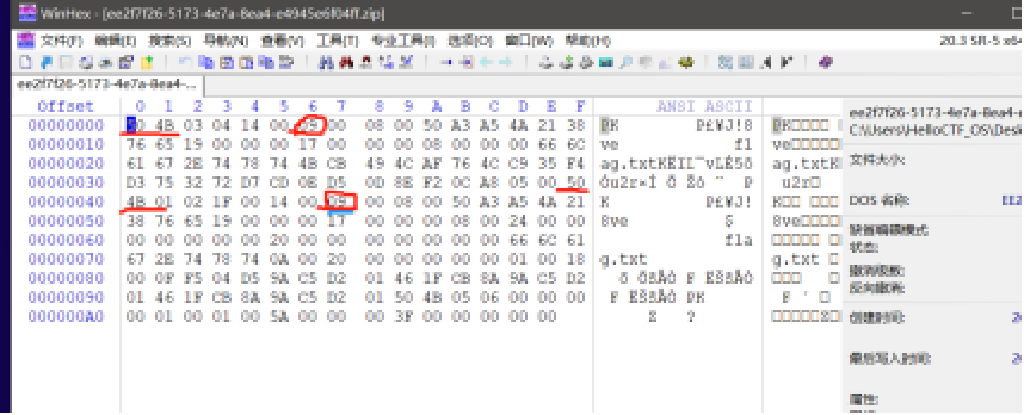 WinHex - [ee2f7f26-5173-4e7a-8ea4-e4945e6f04ff.zip]
文件(F) 编辑(E) 搜索(S) 导航(N) 查看(V) 工具(T) 专业工具(I) 选项(O) 窗口(W) 帮助(H) 20.3 SR-5 x64
ee2f7f26-5173-4e7a-8ea4-...
Offset 0 1 2 3 4 5 6 7 8 9 A B C D E F ANSI ASCII
00000000 50 4B 03 04 14 00 09 00 08 00 50 A3 A5 4A 21 38 PK P£¥J!8
00000010 76 65 19 00 00 00 17 00 00 00 08 00 00 00 66 6C ve fl
00000020 61 67 2E 74 78 74 4B CB 49 4C AF 76 4C C9 35 F4 ag.txtKËIL¯vLÉ5ô
00000030 D3 75 32 72 D7 CD 0E D5 0D 8E F2 0C A8 05 00 50
00000040 4B 01 02 1F 00 14 00 09 00 08 00 50 A3 A5 4A 21 K P£¥J!
00000050 38 76 65 19 00 00 00 17 00 00 00 08 00 24 00 00 8ve $
00000060 00 00 00 00 00 20 00 00 00 00 00 00 00 66 6C 61 fla
00000070 67 2E 74 78 74 0A 00 20 00 00 00 00 00 01 00 18 g.txt
00000080 00 0F F5 04 D5 9A C5 D2 01 46 1F CB 8A 9A C5 D2
00000090 01 46 1F CB 8A 9A C5 D2 01 50 4B 05 06 00 00 00
000000A0 00 01 00 01 00 5A 00 00 00 3F 00 00 00 00 00 Z ?
ee2f7f26-5173-4e7a-8ea4-e
C:\Users\HelloCTF_OS\Desk
文件大小:
DOS 名称: EE2
缺省编辑模式
状态:
撤消级数:
反向撤消:
创建时间: 20
最后写入时间: 20
属性: